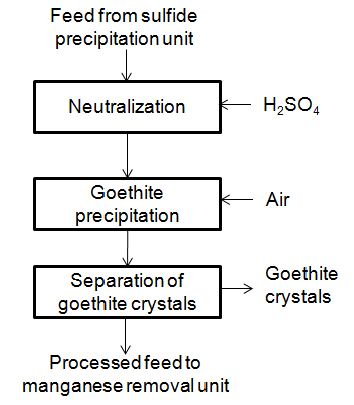 Feed from sulfide
precipitation unit
Neutralization
H₂SO₄
Goethite
precipitation
Air
Separation of
goethite crystals
Goethite
crystals
Processed feed to
manganese removal unit